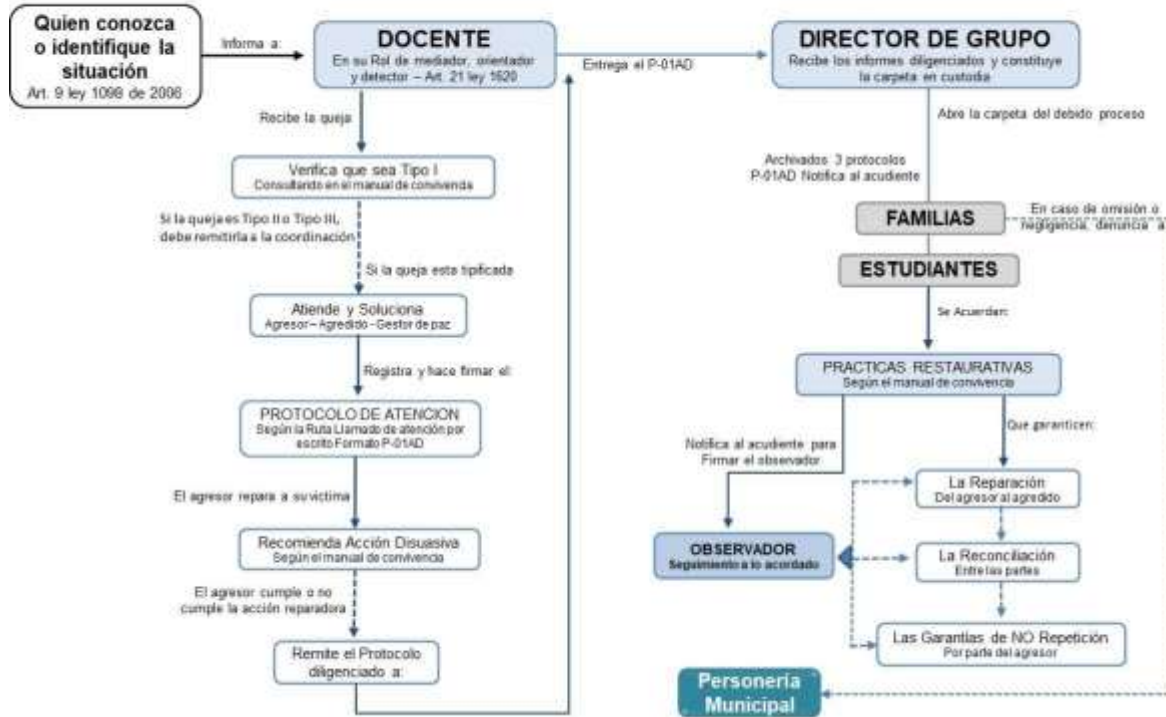 Quien conozca
o identifique la
situación
Art. 9 ley 1098 de 2006
Informa a:
DOCENTE
En su Rol de mediador, orientador
y detector – Art. 21 ley 1620
Entrega el P-01AD
DIRECTOR DE GRUPO
Recibe los informes diligenciados y constituye
la carpeta en custodia
Recibe la queja
Verifica que sea Tipo I
Consultando en el manual de convivenda
Si la queja es Tipo II o Tipo III,
debe remitirla a la coordinación
Si la queja esta tipificada
Atiende y Soluciona
Agresor – Agredido - Gestor de paz
Registra y hace firmar el:
PROTOCOLO DE ATENCION
Según la Ruta Llamado de atención por
escrito Formato P-01AD
El agresor repara a su victima
Recomienda Acción Disuasiva
Según el manual de convivencia
El agresor cumple o no
cumple la acción reparadora
Remite el Protocolo
diligenciado a:
Abre la carpeta del debido proceso
Archivados 3 protocolos
P-01AD Notifica al acudiente
FAMILIAS
En caso de omisión o
negligencia, denuncia a
ESTUDIANTES
Se Acuerdan:
PRACTICAS RESTAURATIVAS
Según el manual de convivencia
Notifica al acudiente para
Firmar el observador
Que garanticen:
La Reparación
Del agresor al agredido
OBSERVADOR
Seguimiento a lo acordado
La Reconciliación
Entre las partes
Las Garantías de NO Repetición
Por parte del agresor
Personería
Municipal